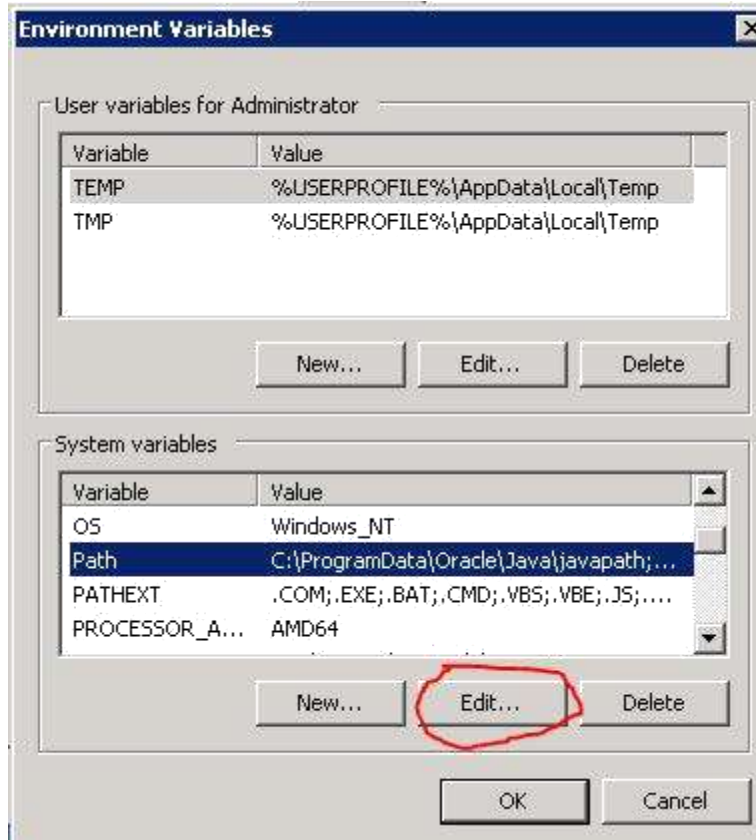 Environment Variables
User variables for Administrator
Variable Value
TEMP %USERPROFILE%\AppData\Local\Temp
TMP %USERPROFILE%\AppData\Local\Temp
New... Edit... Delete
System variables
Variable Value
OS Windows_NT
Path C:\ProgramData\Oracle\Java\javapath;...
PATHEXT .COM;.EXE;.BAT;.CMD;.VBS;.VBE;.JS;....
PROCESSOR_A... AMD64
New... Edit... Delete
OK Cancel